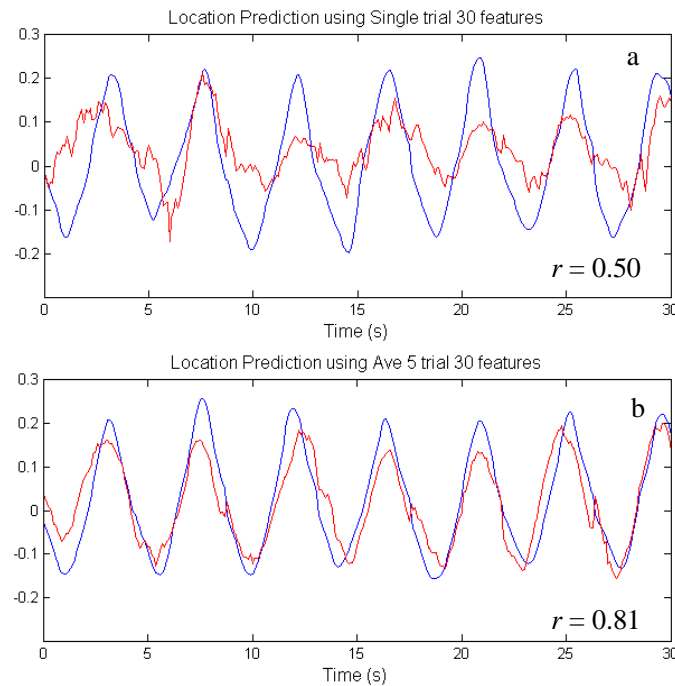 Location Prediction using Single trial 30 features
a
0.3
0.2
0.1
0
-0.1
-0.2
r = 0.50
0 5 10 15 20 25 30
Time (s)
Location Prediction using Ave 5 trial 30 features
b
0.3
0.2
0.1
0
-0.1
-0.2
r = 0.81
0 5 10 15 20 25 30
Time (s)